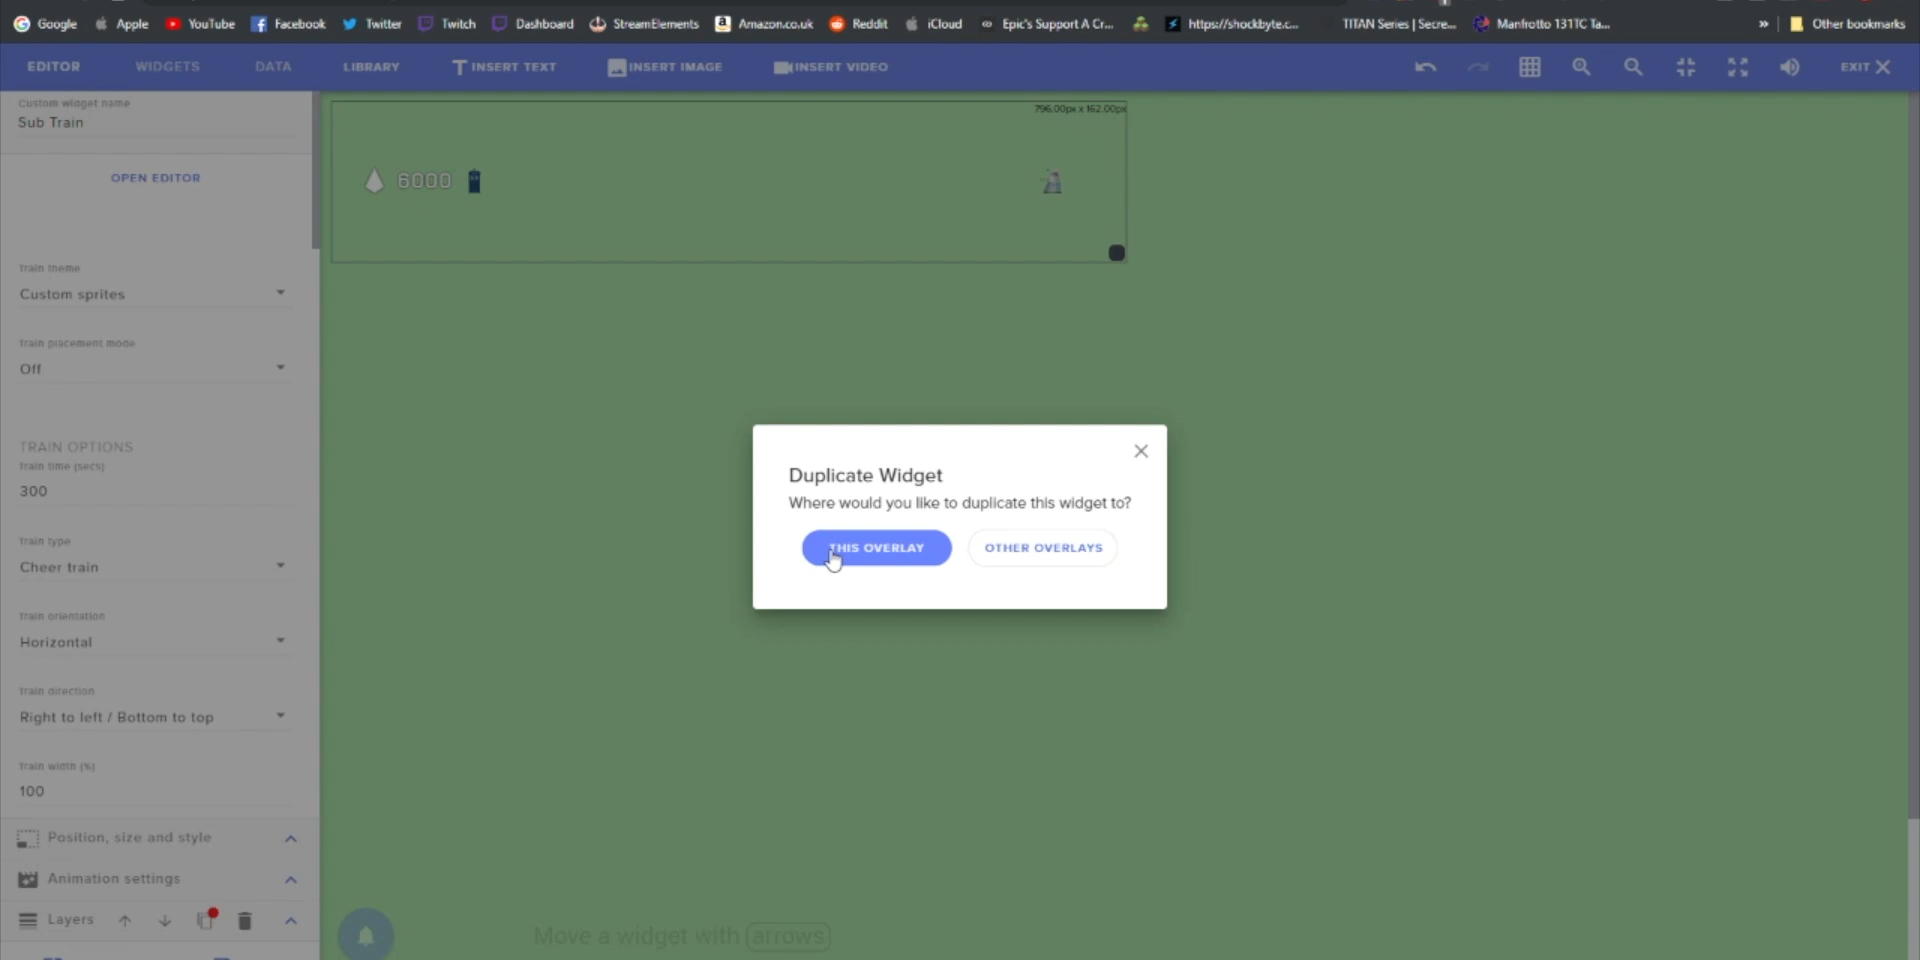 Google Apple YouTube Facebook Twitter Twitch Dashboard StreamElements Amazon.co.uk Reddit iCloud Epic's Support A Cr... https://shockbyte.c... TITAN Series | Secre... Manfrotto 131TC Ta... » Other bookmarks
EDITOR WIDGETS DATA LIBRARY INSERT TEXT INSERT IMAGE INSERT VIDEO EXIT
Custom widget name
Sub Train
796.00px x 162.00px
OPEN EDITOR
6000
Train theme
Custom sprites
Train placement mode
Off
TRAIN OPTIONS
Train time (secs)
300
Duplicate Widget
Where would you like to duplicate this widget to?
THIS OVERLAY OTHER OVERLAYS
Train type
Cheer train
Train orientation
Horizontal
Train direction
Right to left / Bottom to top
Train width (%)
100
Position, size and style
Animation settings
Layers
Move a widget with arrows